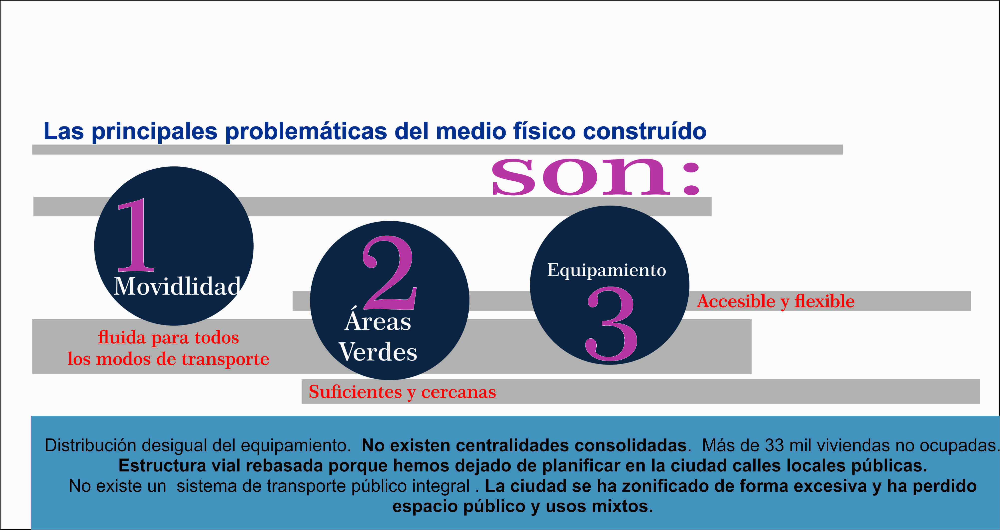 Las principales problemáticas del medio físico construído
son:
1
Movidlidad
fluida para todos
los modos de transporte
2
Áreas
Verdes
Suficientes y cercanas
Equipamiento
3
Accesible y flexible
Distribución desigual del equipamiento.  No existen centralidades consolidadas.  Más de 33 mil viviendas no ocupadas.
Estructura vial rebasada porque hemos dejado de planificar en la ciudad calles locales públicas.
No existe un  sistema de transporte público integral . La ciudad se ha zonificado de forma excesiva y ha perdido
espacio público y usos mixtos.